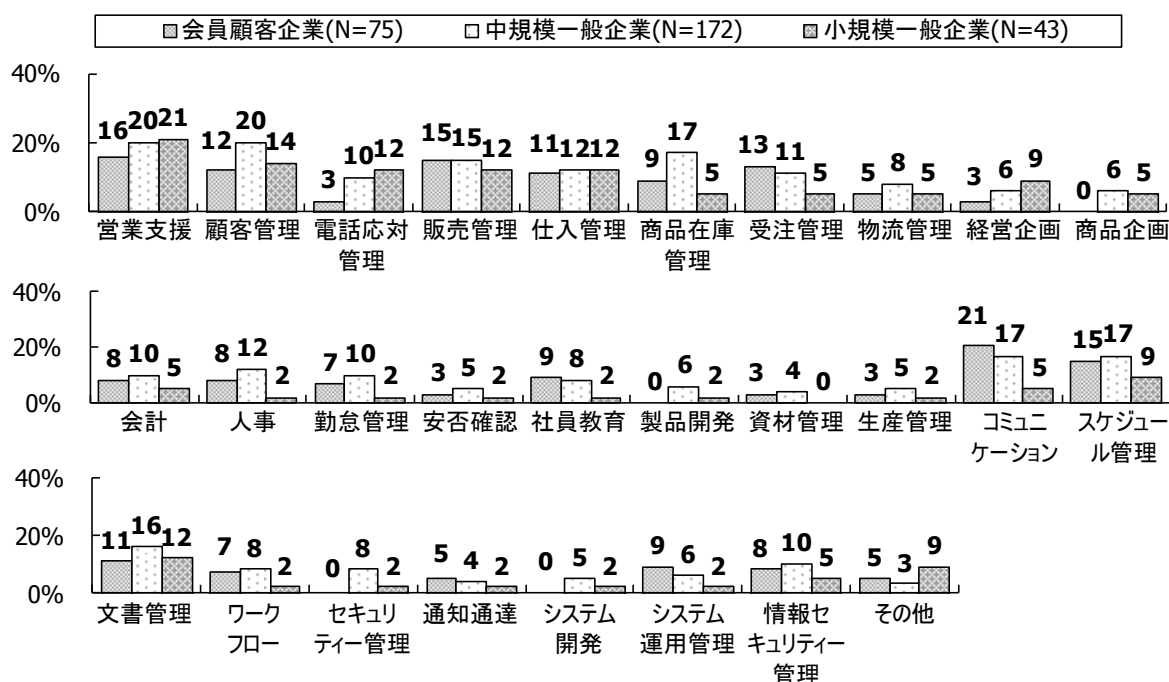 会員顧客企業(N=75) 中規模一般企業(N=172) 小規模一般企業(N=43)
40%
20%
0%
16 20 21 12 20 14 3 10 12 15 15 12 11 12 12 9 17 5 13 11 5 5 8 5 3 6 9 0 6 5
営業支援 顧客管理 電話応対 販売管理 仕入管理 商品在庫 受注管理 物流管理 経営企画 商品企画
管理 管理
40%
20%
0%
8 10 5 8 12 2 7 10 2 3 5 2 9 8 2 0 6 2 3 4 0 3 5 2 21 17 5 15 17 9
会計 人事 勤怠管理 安否確認 社員教育 製品開発 資材管理 生産管理 コミュニ スケジュー
ケーション ル管理
40%
20%
0%
11 16 12 7 8 2 0 8 2 5 4 2 0 5 2 9 6 2 8 10 5 5 3 9
文書管理 ワーク セキュリ 通知通達 システム システム 情報セ その他
フロー ティー管理 開発 運用管理 キュリティー
管理